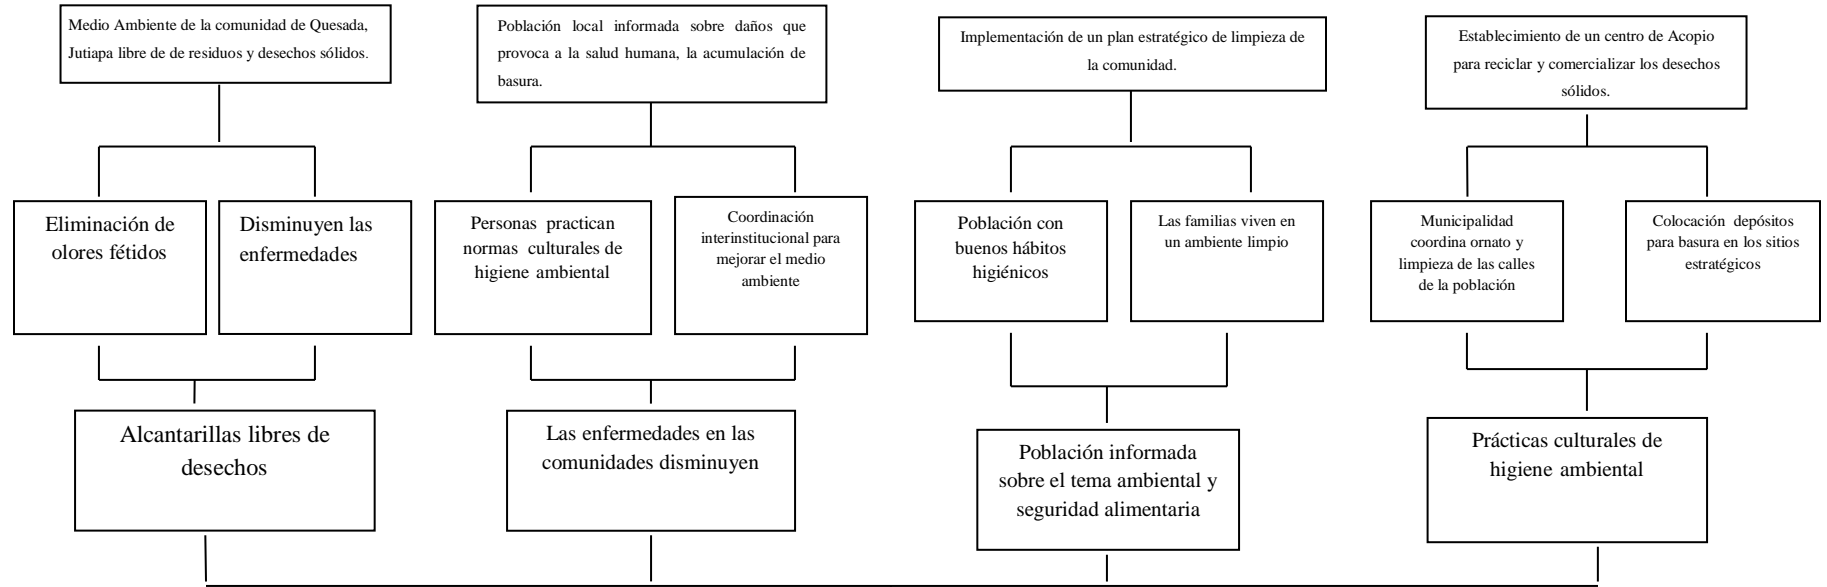 Medio Ambiente de la comunidad de Quesada,
Jutiapa libre de de residuos y desechos sólidos.
Población local informada sobre daños que
provoca a la salud humana, la acumulación de
basura.
Implementación de un plan estratégico de limpieza de
la comunidad.
Establecimiento de un centro de Acopio
para reciclar y comercializar los desechos
sólidos.
Eliminación de
olores fétidos
Disminuyen las
enfermedades
Personas practican
normas culturales de
higiene ambiental
Coordinación
interinstitucional para
mejorar el medio
ambiente
Población con
buenos hábitos
higiénicos
Las familias viven en
un ambiente limpio
Municipalidad
coordina ornato y
limpieza de las calles
de la población
Colocación depósitos
para basura en los sitios
estratégicos
Alcantarillas libres de
desechos
Las enfermedades en las
comunidades disminuyen
Población informada
sobre el tema ambiental y
seguridad alimentaria
Prácticas culturales de
higiene ambiental